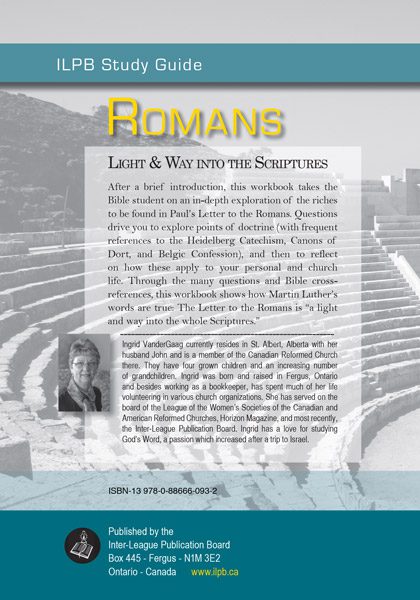 ILPB Study Guide
ROMANS
LIGHT & WAY INTO THE SCRIPTURES
After a brief introduction, this workbook takes the
Bible student on an in-depth exploration of the riches
to be found in Paul's Letter to the Romans. Questions
drive you to explore points of doctrine (with frequent
references to the Heidelberg Catechism, Canons of
Dort, and Belgic Confession), and then to reflect
on how these apply to your personal and church
life. Through the many questions and Bible cross-
references, this workbook shows how Martin Luther's
words are true: The Letter to the Romans is "a light
and way into the whole Scriptures."
Ingrid VanderGaag currently resides in St. Albert, Alberta with her
husband John and is a member of the Canadian Reformed Church
there. They have four grown children and an increasing number
of grandchildren. Ingrid was born and raised in Fergus, Ontario
and besides working as a bookkeeper, has spent much of her life
volunteering in various church organizations. She has served on the
board of the League of the Women's Societies of the Canadian and
American Reformed Churches, Horizon Magazine, and most recently,
the Inter-League Publication Board. Ingrid has a love for studying
God's Word, a passion which increased after a trip to Israel.
ISBN-13 978-0-88666-093-2
Published by the
Inter-League Publication Board
Box 445 - Fergus - N1M 3E2
Ontario - Canada www.ilpb.ca